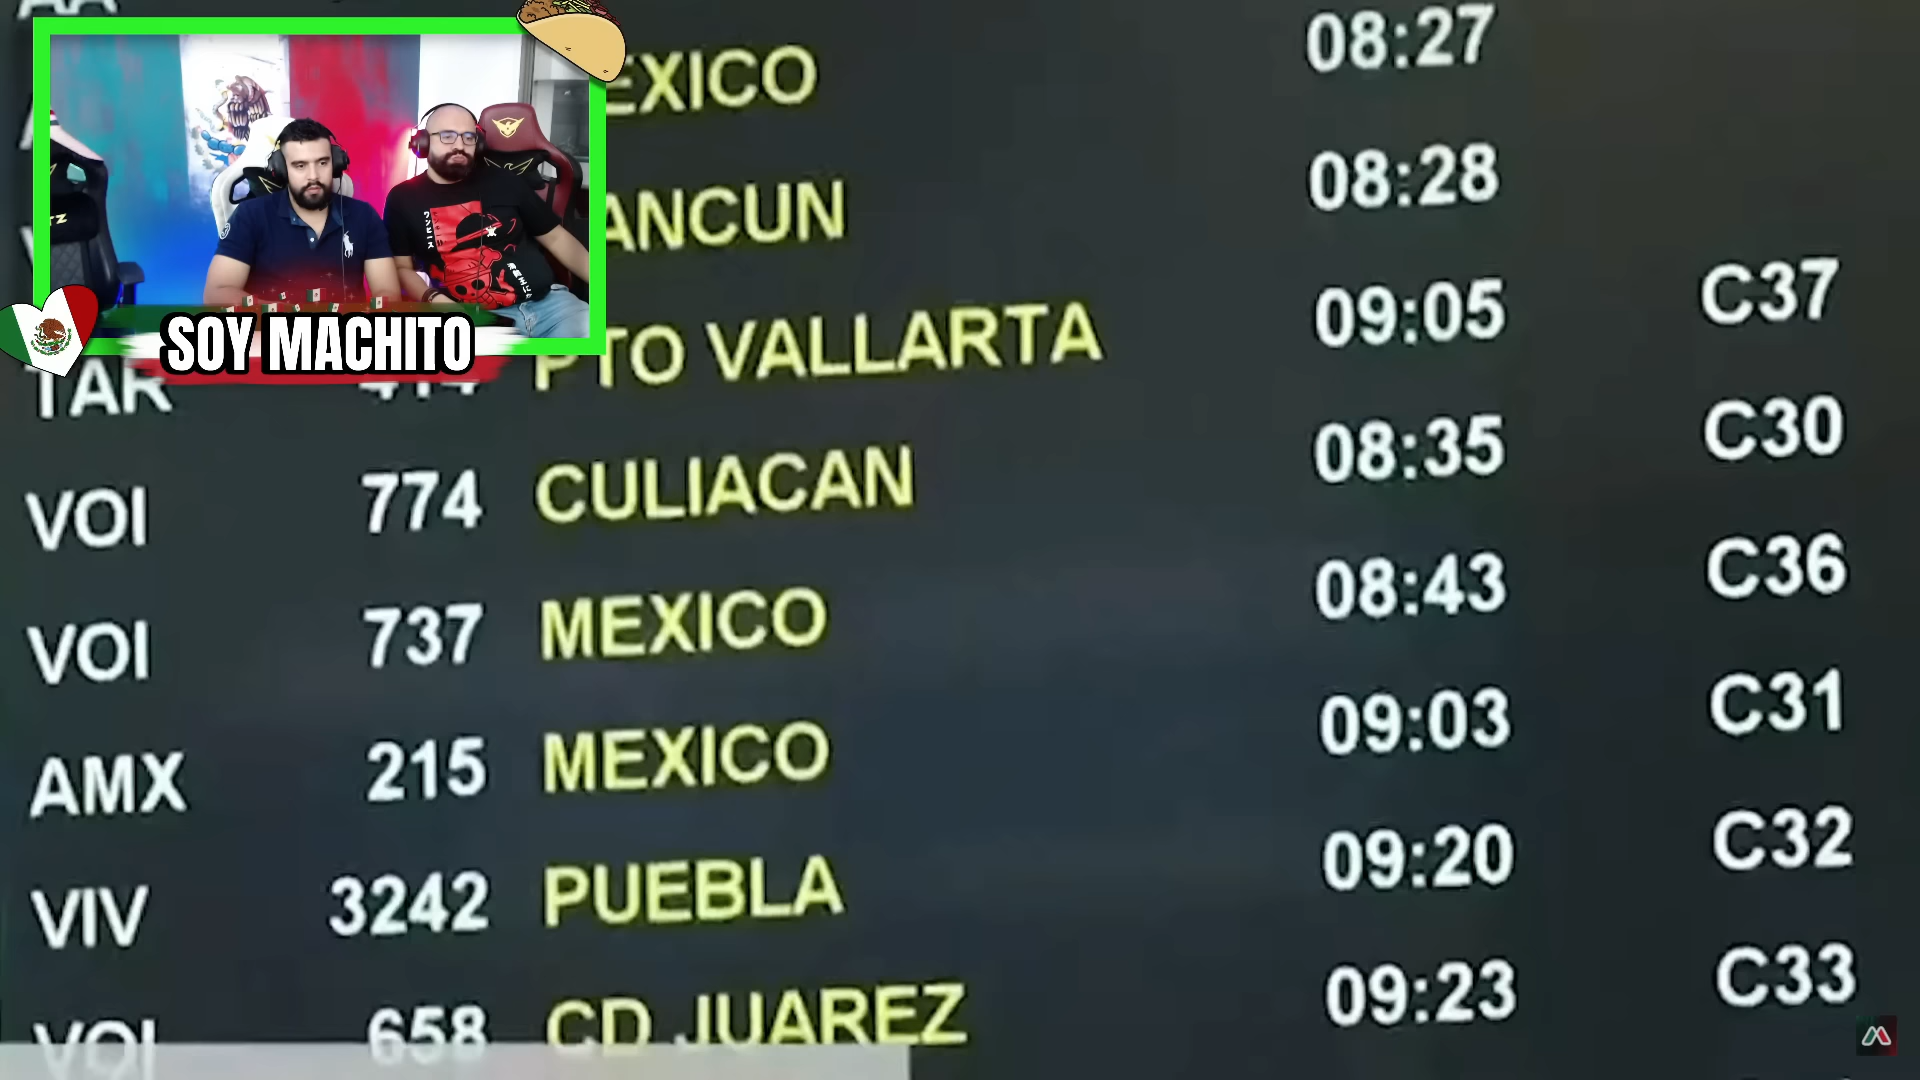 EXICO 08:27
ANCUN 08:28
SOY MACHITO
TAR PTO VALLARTA 09:05 C37
VOI 774 CULIACAN 08:35 C30
VOI 737 MEXICO 08:43 C36
AMX 215 MEXICO 09:03 C31
VIV 3242 PUEBLA 09:20 C32
VOI 658 CD JUAREZ 09:23 C33